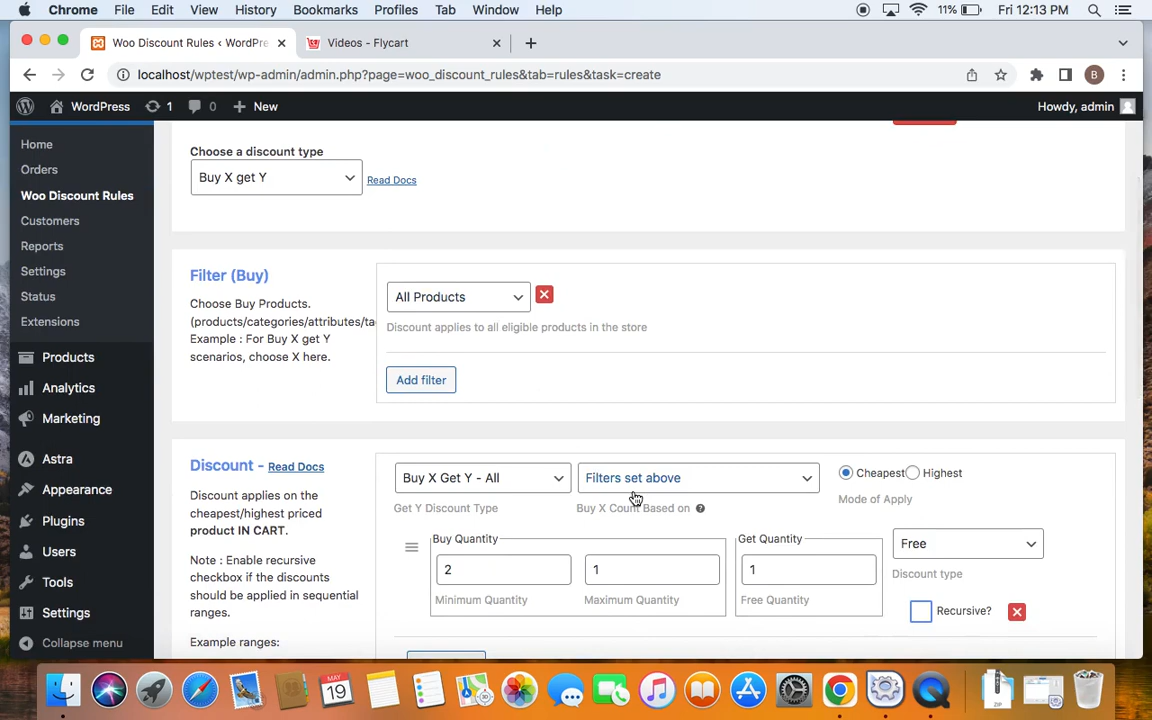 Chrome File Edit View History Bookmarks Profiles Tab Window Help 11% Fri 12:13 PM
Woo Discount Rules ‹ WordPre Videos - Flycart
localhost/wptest/wp-admin/admin.php?page=woo_discount_rules&tab=rules&task=create B
WordPress 1 0 New Howdy, admin
Home
Orders
Woo Discount Rules
Customers
Reports
Settings
Status
Extensions
Products
Analytics
Marketing
Astra
Appearance
Plugins
Users
Tools
Settings
Collapse menu
Choose a discount type
Buy X get Y Read Docs
Filter (Buy)
Choose Buy Products.
(products/categories/attributes/ta
Example : For Buy X get Y
scenarios, choose X here.
All Products
Discount applies to all eligible products in the store
Add filter
Discount - Read Docs
Discount applies on the
cheapest/highest priced
product IN CART.
Note : Enable recursive
checkbox if the discounts
should be applied in sequential
ranges.
Example ranges:
Buy X Get Y - All Filters set above Cheapest Highest
Get Y Discount Type Buy X Count Based on Mode of Apply
Buy Quantity Get Quantity
2 1 1 Free
Minimum Quantity Maximum Quantity Free Quantity Discount type
Recursive?
MAY
19
ZIP